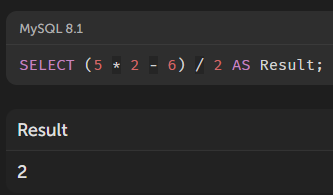 MySQL 8.1
SELECT (5 * 2 - 6) / 2 AS Result;
Result
2